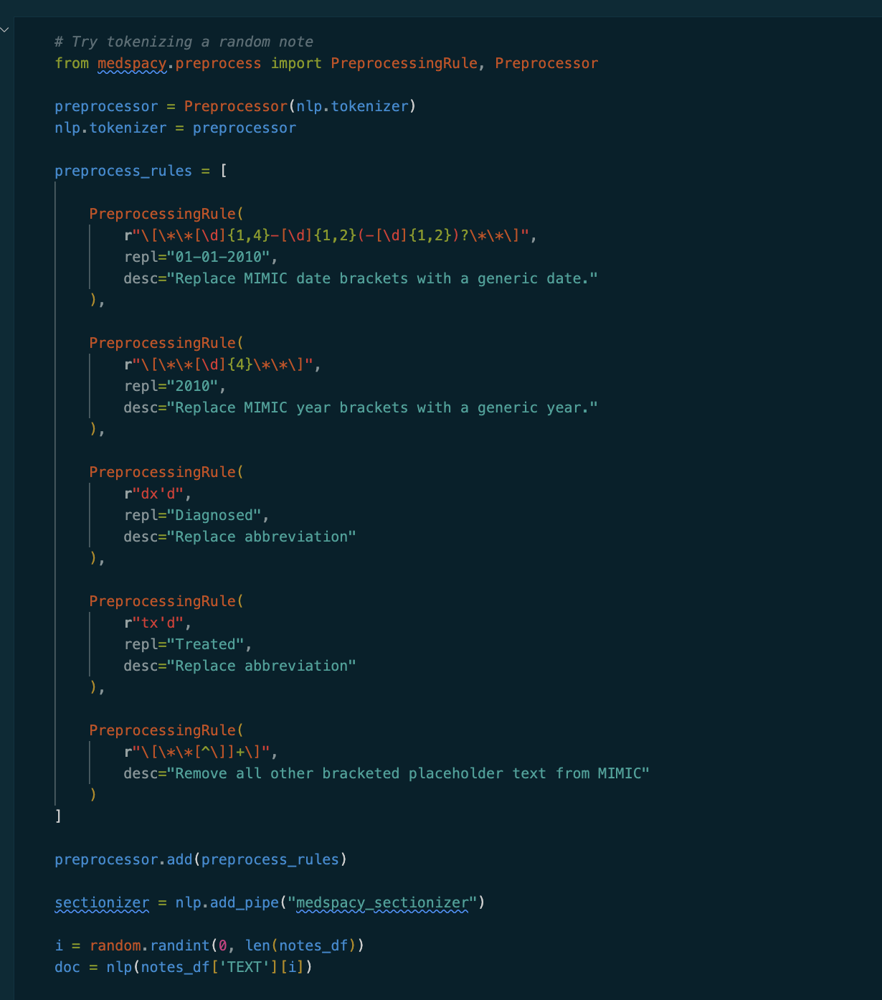 # Try tokenizing a random note
from medspacy.preprocess import PreprocessingRule, Preprocessor
preprocessor = Preprocessor(nlp.tokenizer)
nlp.tokenizer = preprocessor
preprocess_rules = [
PreprocessingRule(
r"\[\*\*[\d]{1,4}-[\d]{1,2}(-[\d]{1,2})?\*\*\]",
repl="01-01-2010",
desc="Replace MIMIC date brackets with a generic date."
),
PreprocessingRule(
r"\[\*\*[\d]{4}\*\*\]",
repl="2010",
desc="Replace MIMIC year brackets with a generic year."
),
PreprocessingRule(
r"dx'd",
repl="Diagnosed",
desc="Replace abbreviation"
),
PreprocessingRule(
r"tx'd",
repl="Treated",
desc="Replace abbreviation"
),
PreprocessingRule(
r"\[\*\*[^\]]+\]",
desc="Remove all other bracketed placeholder text from MIMIC"
)
]
preprocessor.add(preprocess_rules)
sectionizer = nlp.add_pipe("medspacy_sectionizer")
i = random.randint(0, len(notes_df))
doc = nlp(notes_df['TEXT'][i])